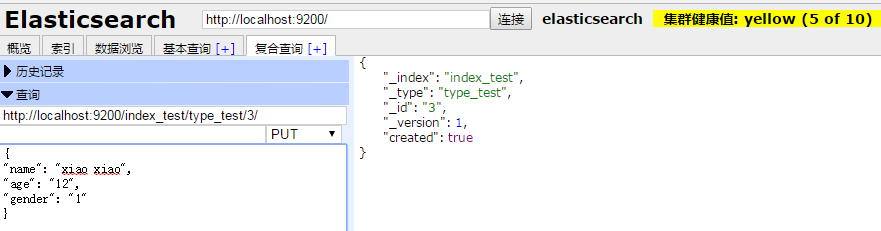 Elasticsearch http://localhost:9200/ 连接 elasticsearch 集群健康值: yellow (5 of 10)
概览 索引 数据浏览 基本查询 [+] 复合查询 [+]
历史记录
查询
http://localhost:9200/index_test/type_test/3/
PUT
{
"name": "xiao xiao",
"age": "12",
"gender": "1"
}
{
"_index": "index_test",
"_type": "type_test",
"_id": "3",
"_version": 1,
"created": true
}